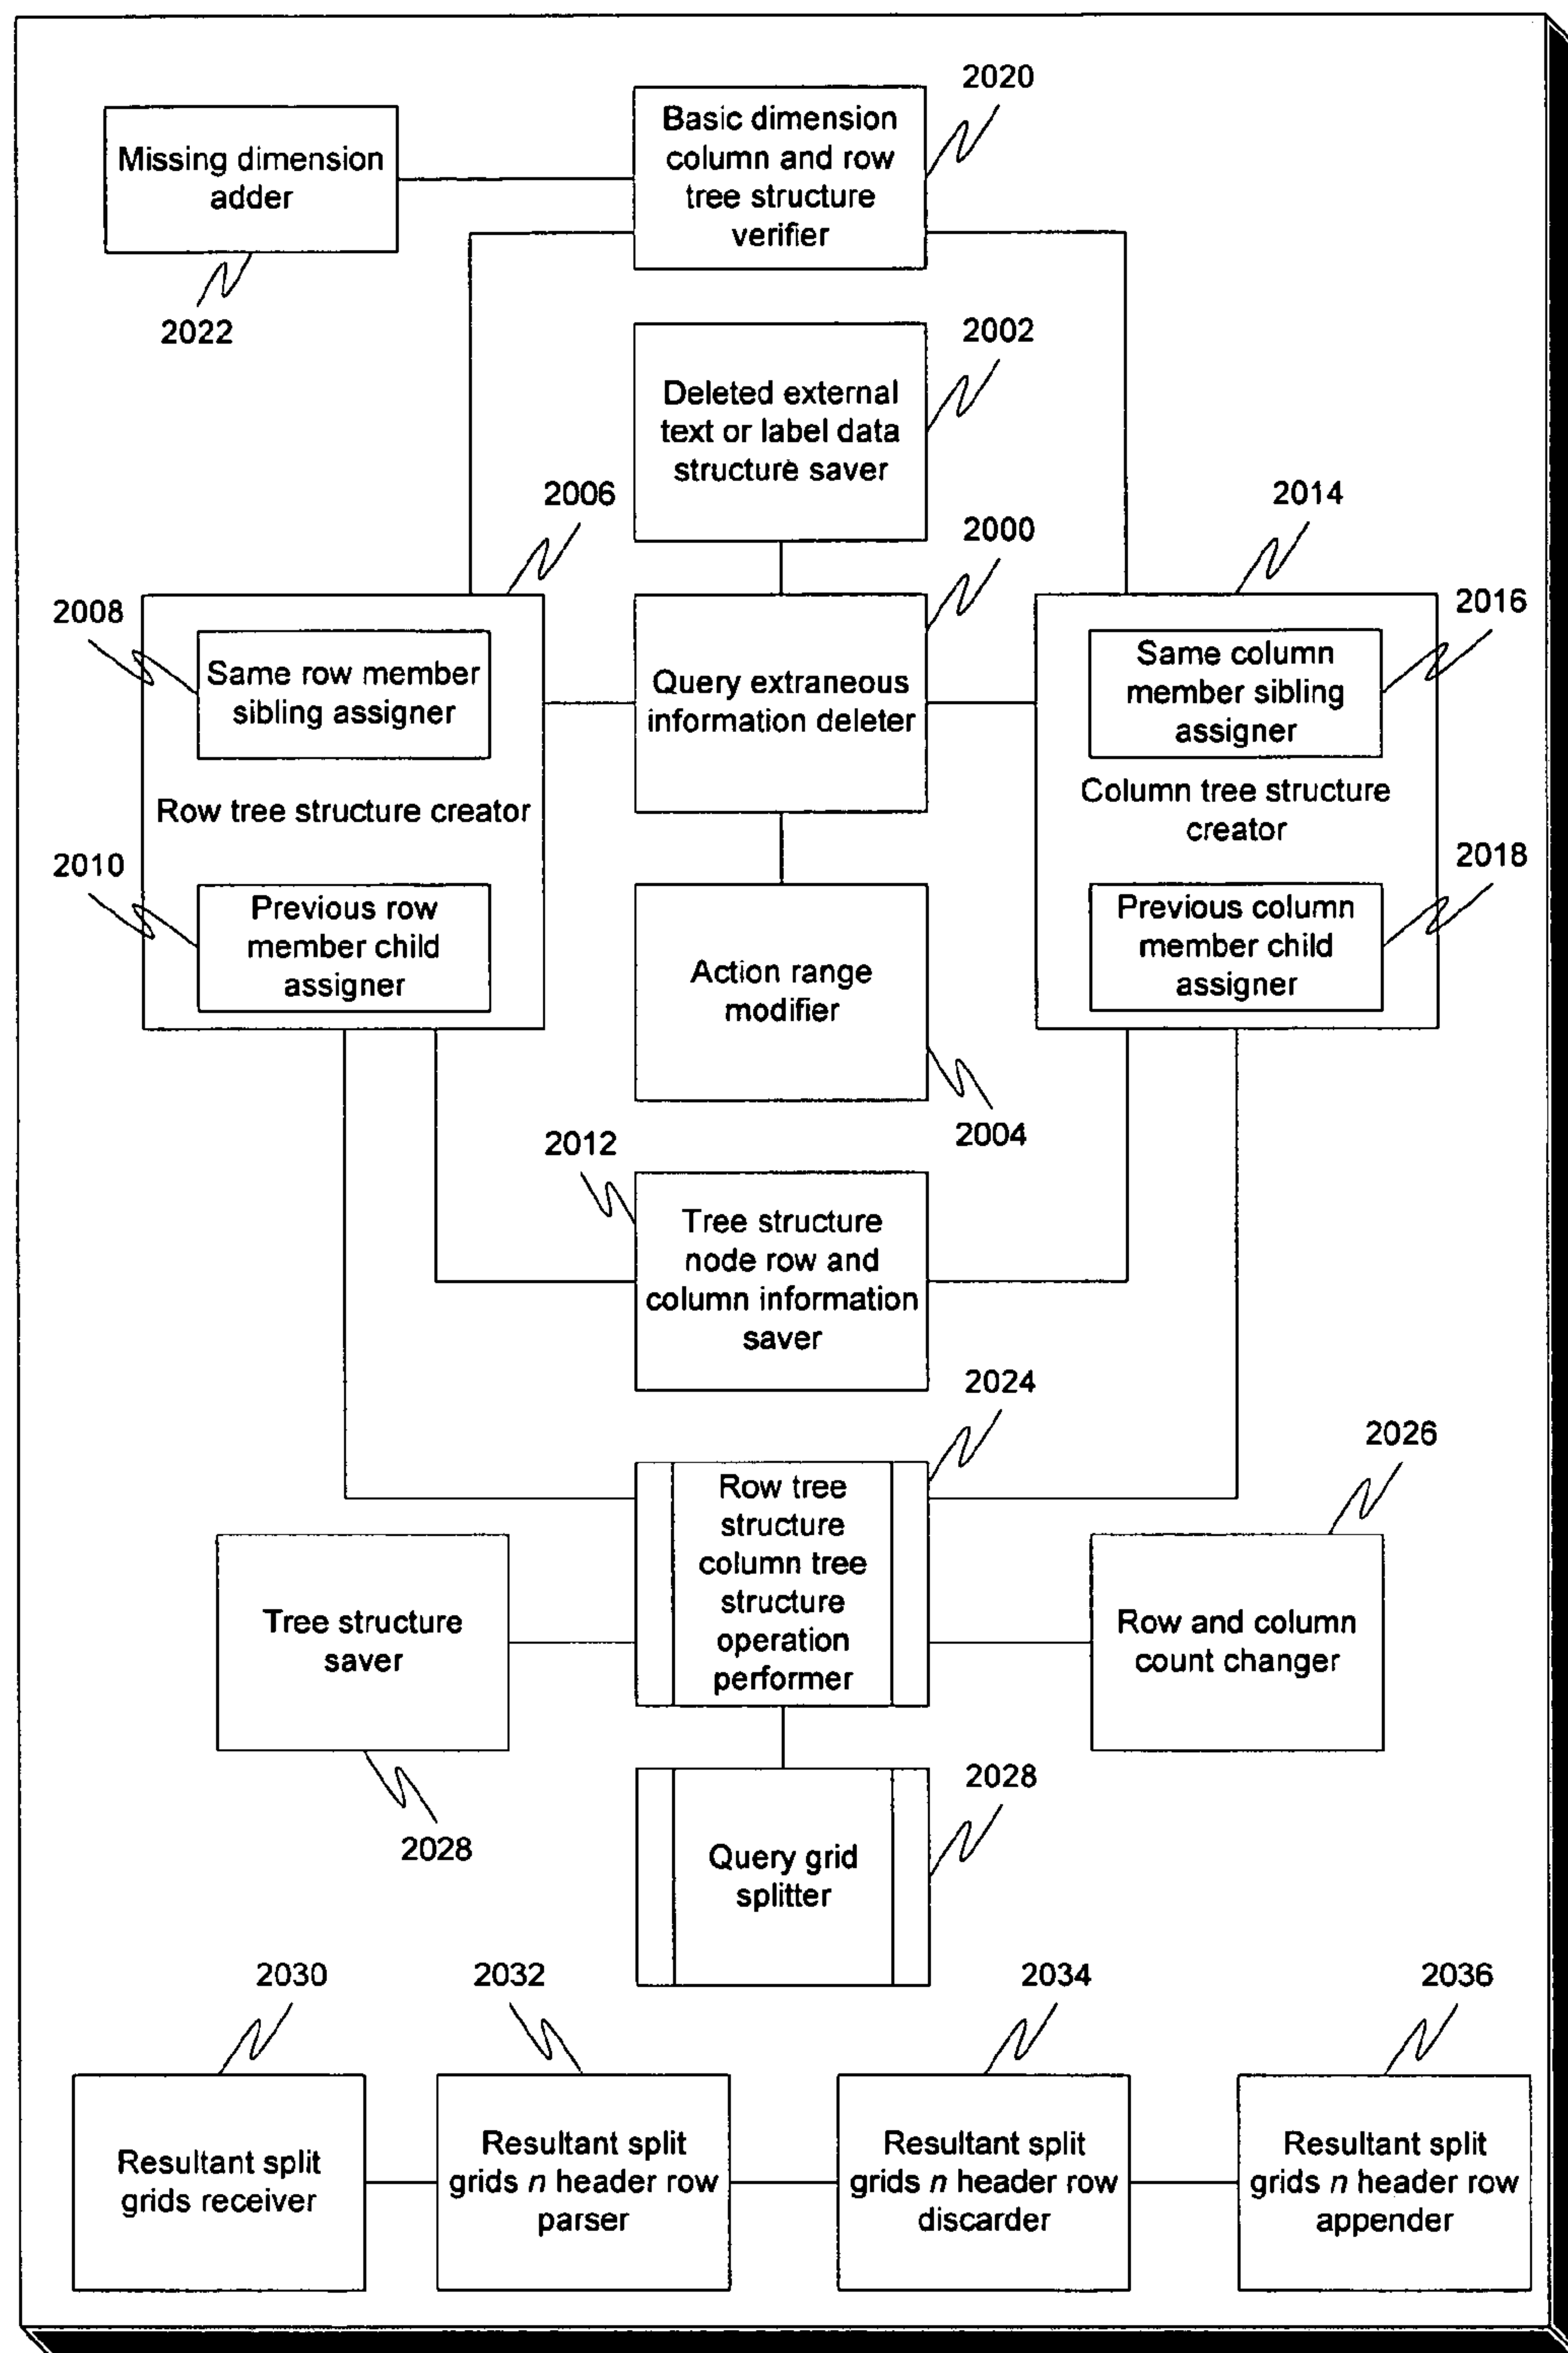 2020
Basic dimension
column and row
tree structure
verifier
Missing dimension
adder
2022
2002
Deleted external
text or label data
structure saver
2006
2014
2000
2008
2016
Same row member
sibling assigner
Query extraneous
information deleter
Same column
member sibling
assigner
Row tree structure creator
Column tree structure
creator
2010
2018
Previous row
member child
assigner
Previous column
member child
assigner
Action range
modifier
2004
2012
Tree structure
node row and
column information
saver
2024
2026
Row tree
structure
column tree
structure
operation
performer
Tree structure
saver
Row and column
count changer
2028
2028
Query grid
splitter
2030
2032
2034
2036
Resultant split
grids receiver
Resultant split
grids n header row
parser
Resultant split
grids n header row
discarder
Resultant split
grids n header row
appender